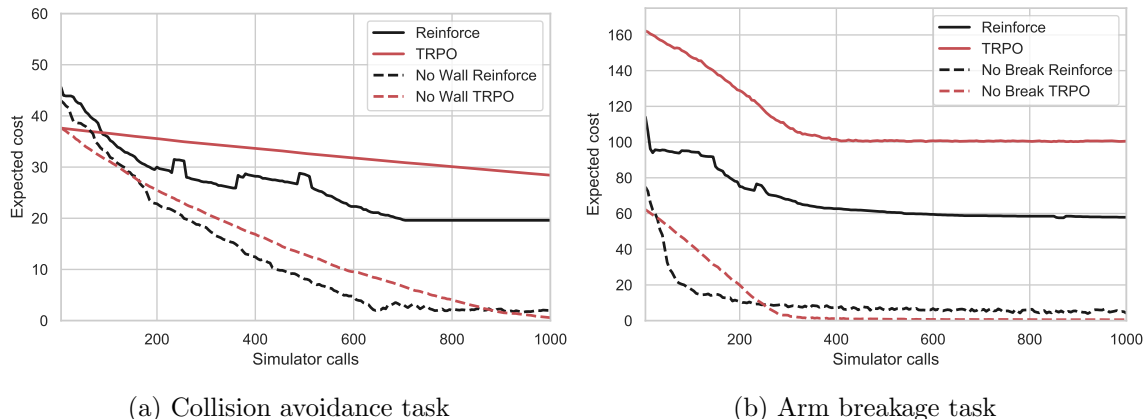 60
50
40
30
20
10
0
200
400
600
800
1000
Expected cost
Simulator calls
Reinforce
TRPO
No Wall Reinforce
No Wall TRPO
(a) Collision avoidance task
160
140
120
100
80
60
40
20
0
200
400
600
800
1000
Expected cost
Simulator calls
Reinforce
TRPO
No Break Reinforce
No Break TRPO
(b) Arm breakage task